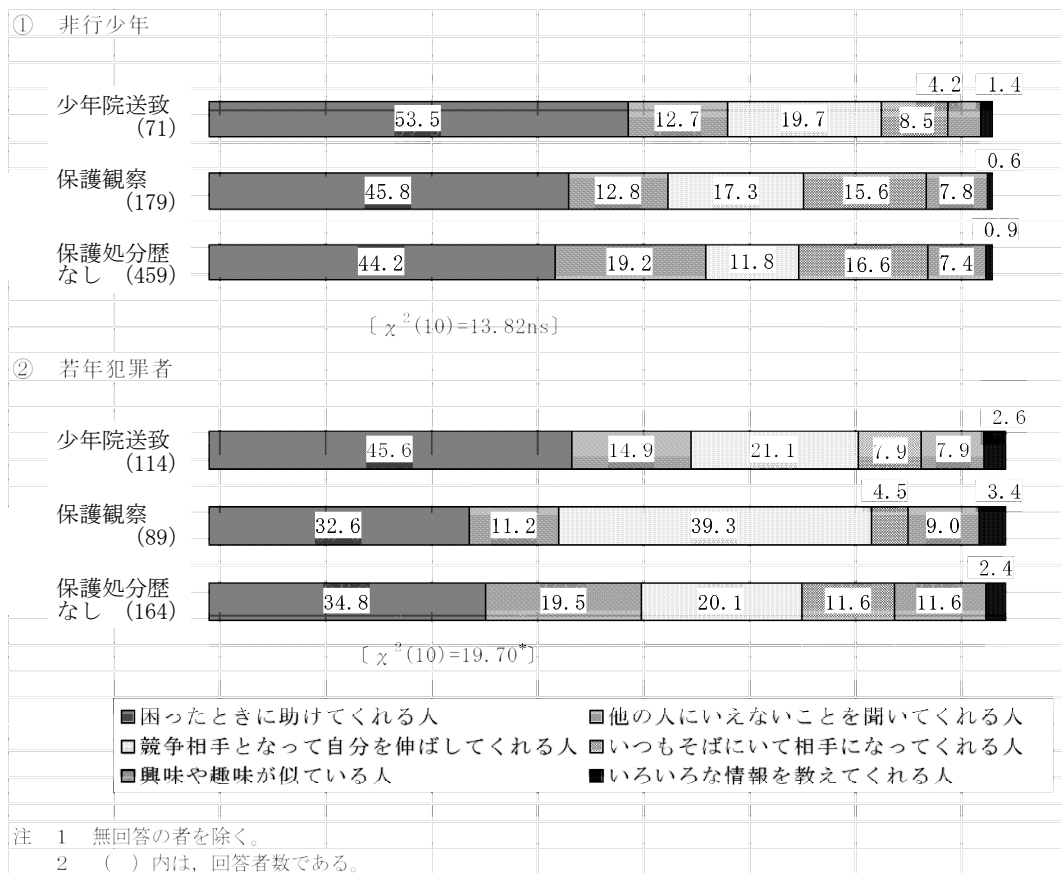 ① 非行少年
4.2 1.4
少年院送致
(71)
53.5 12.7 19.7 8.5
0.6
保護観察
(179)
45.8 12.8 17.3 15.6 7.8
0.9
保護処分歴
なし (459)
44.2 19.2 11.8 16.6 7.4
〔χ²(10)=13.82ns〕
② 若年犯罪者
2.6
少年院送致
(114)
45.6 14.9 21.1 7.9 7.9
4.5 3.4
保護観察
(89)
32.6 11.2 39.3 9.0
2.4
保護処分歴
なし (164)
34.8 19.5 20.1 11.6 11.6
〔χ²(10)=19.70*〕
困ったときに助けてくれる人 他の人にいえないことを聞いてくれる人
競争相手となって自分を伸ばしてくれる人 いつもそばにいて相手になってくれる人
興味や趣味が似ている人 いろいろな情報を教えてくれる人
注 1 無回答の者を除く。
2 ( )内は，回答者数である。